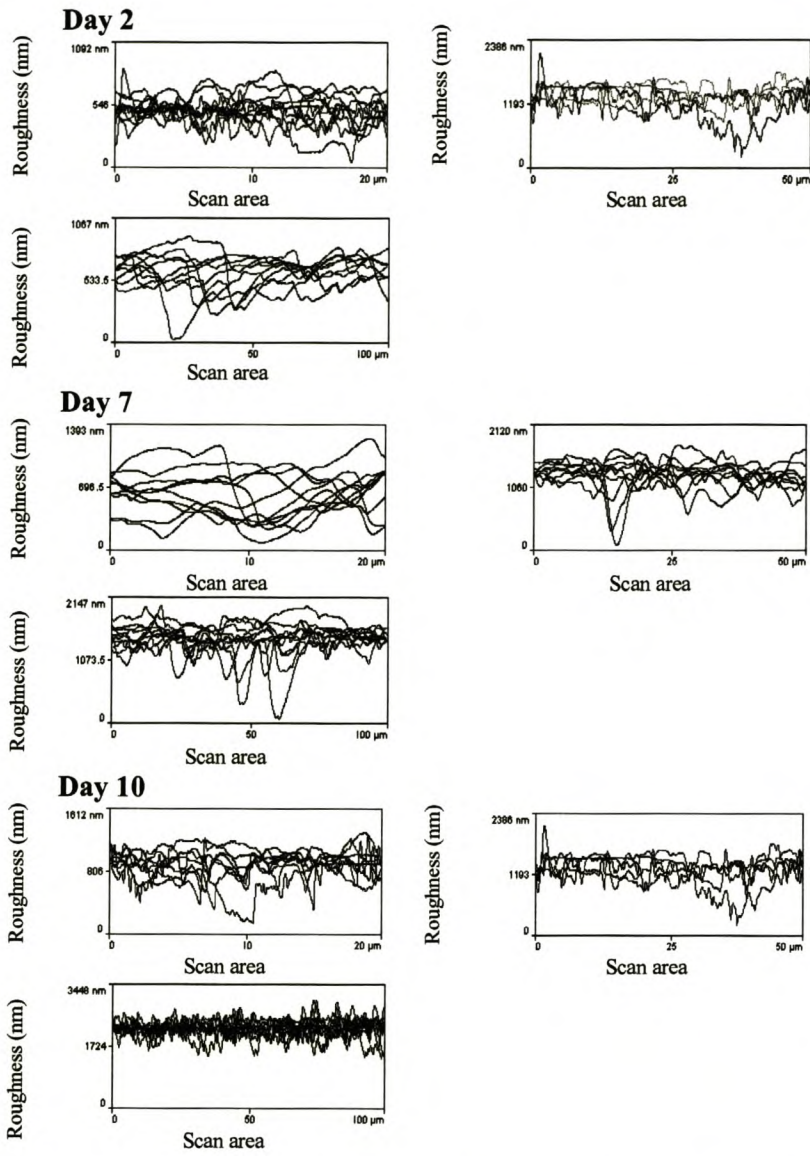 Day 2
Roughness (nm)
1092 nm
546
0
0 10 20 µm
Scan area
Roughness (nm)
2386 nm
1193
0
0 25 50 µm
Scan area
Roughness (nm)
1067 nm
533.5
0
0 50 100 µm
Scan area
Day 7
Roughness (nm)
1393 nm
696.5
0
0 10 20 µm
Scan area
Roughness (nm)
2120 nm
1060
0
0 25 50 µm
Scan area
Roughness (nm)
2147 nm
1073.5
0
0 50 100 µm
Scan area
Day 10
Roughness (nm)
1612 nm
806
0
0 10 20 µm
Scan area
Roughness (nm)
2386 nm
1193
0
0 25 50 µm
Scan area
Roughness (nm)
3448 nm
1724
0
0 50 100 µm
Scan area